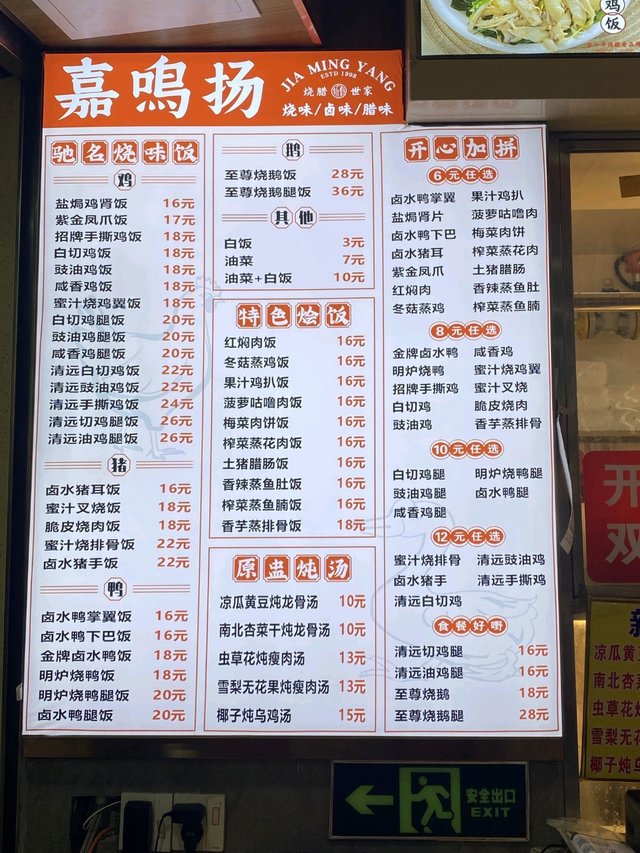 嘉鳴扬
JIA MING YANG
ESTD 1998
烧腊 世家
烧味/卤味/腊味
驰名烧味饭
鸡
盐焗鸡肾饭 16元
紫金凤爪饭 17元
招牌手撕鸡饭 18元
白切鸡饭 18元
豉油鸡饭 18元
咸香鸡饭 18元
蜜汁烧鸡翼饭 18元
白切鸡腿饭 20元
豉油鸡腿饭 20元
咸香鸡腿饭 20元
清远白切鸡饭 22元
清远豉油鸡饭 22元
清远手撕鸡饭 24元
清远切鸡腿饭 26元
清远油鸡腿饭 26元
猪
卤水猪耳饭 16元
蜜汁叉烧饭 18元
脆皮烧肉饭 18元
蜜汁烧排骨饭 22元
卤水猪手饭 22元
鸭
卤水鸭掌翼饭 16元
卤水鸭下巴饭 16元
金牌卤水鸭饭 18元
明炉烧鸭饭 18元
明炉烧鸭腿饭 20元
卤水鸭腿饭 20元
鹅
至尊烧鹅饭 28元
至尊烧鹅腿饭 36元
其他
白饭 3元
油菜 7元
油菜+白饭 10元
特色烩饭
红焖肉饭 16元
冬菇蒸鸡饭 16元
果汁鸡扒饭 16元
菠萝咕噜肉饭 16元
梅菜肉饼饭 16元
榨菜蒸花肉饭 16元
土猪腊肠饭 16元
香辣蒸鱼肚饭 16元
榨菜蒸鱼腩饭 16元
香芋蒸排骨饭 18元
原盅炖汤
凉瓜黄豆炖龙骨汤 10元
南北杏菜干炖龙骨汤 10元
虫草花炖瘦肉汤 13元
雪梨无花果炖瘦肉汤 13元
椰子炖乌鸡汤 15元
开心加拼
6元任选
卤水鸭掌翼 果汁鸡扒
盐焗肾片 菠萝咕噜肉
卤水鸭下巴 梅菜肉饼
卤水猪耳 榨菜蒸花肉
紫金凤爪 土猪腊肠
红焖肉 香辣蒸鱼肚
冬菇蒸鸡 榨菜蒸鱼腩
8元任选
金牌卤水鸭 咸香鸡
明炉烧鸭 蜜汁烧鸡翼
招牌手撕鸡 蜜汁叉烧
白切鸡 脆皮烧肉
豉油鸡 香芋蒸排骨
10元任选
白切鸡腿 明炉烧鸭腿
豉油鸡腿 卤水鸭腿
咸香鸡腿
12元任选
蜜汁烧排骨 清远豉油鸡
卤水猪手 清远手撕鸡
清远白切鸡
食餐好嘢
清远切鸡腿 16元
清远油鸡腿 16元
至尊烧鹅 18元
至尊烧鹅腿 28元
鸡饭
开
双
凉瓜黄
南北杏
虫草花炖
雪梨无花
椰子炖乌
安全出口
EXIT